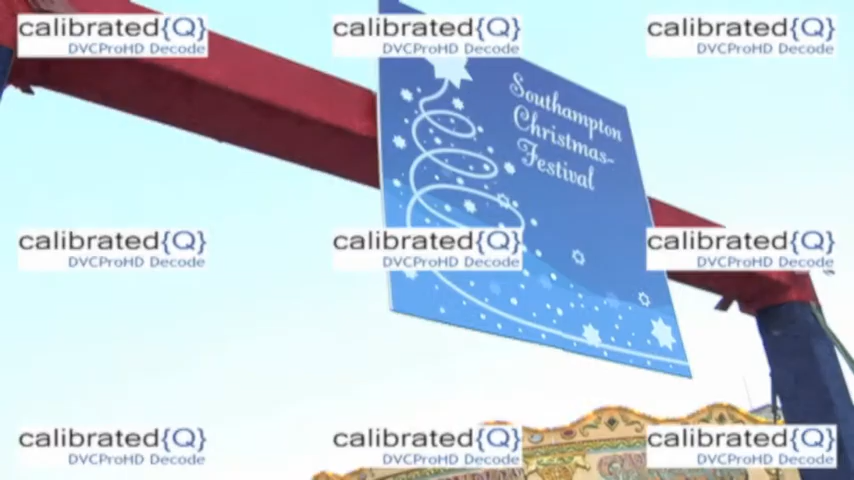 calibrated{Q} calibrated{Q} calibrated{Q}
DVCProHD Decode DVCProHD Decode DVCProHD Decode
Southampton
Christmas-
Festival
calibrated{Q} calibrated{Q} calibrated{Q}
DVCProHD Decode DVCProHD Decode DVCProHD Decode
calibrated{Q} calibrated{Q} calibrated{Q}
DVCProHD Decode DVCProHD Decode DVCProHD Decode